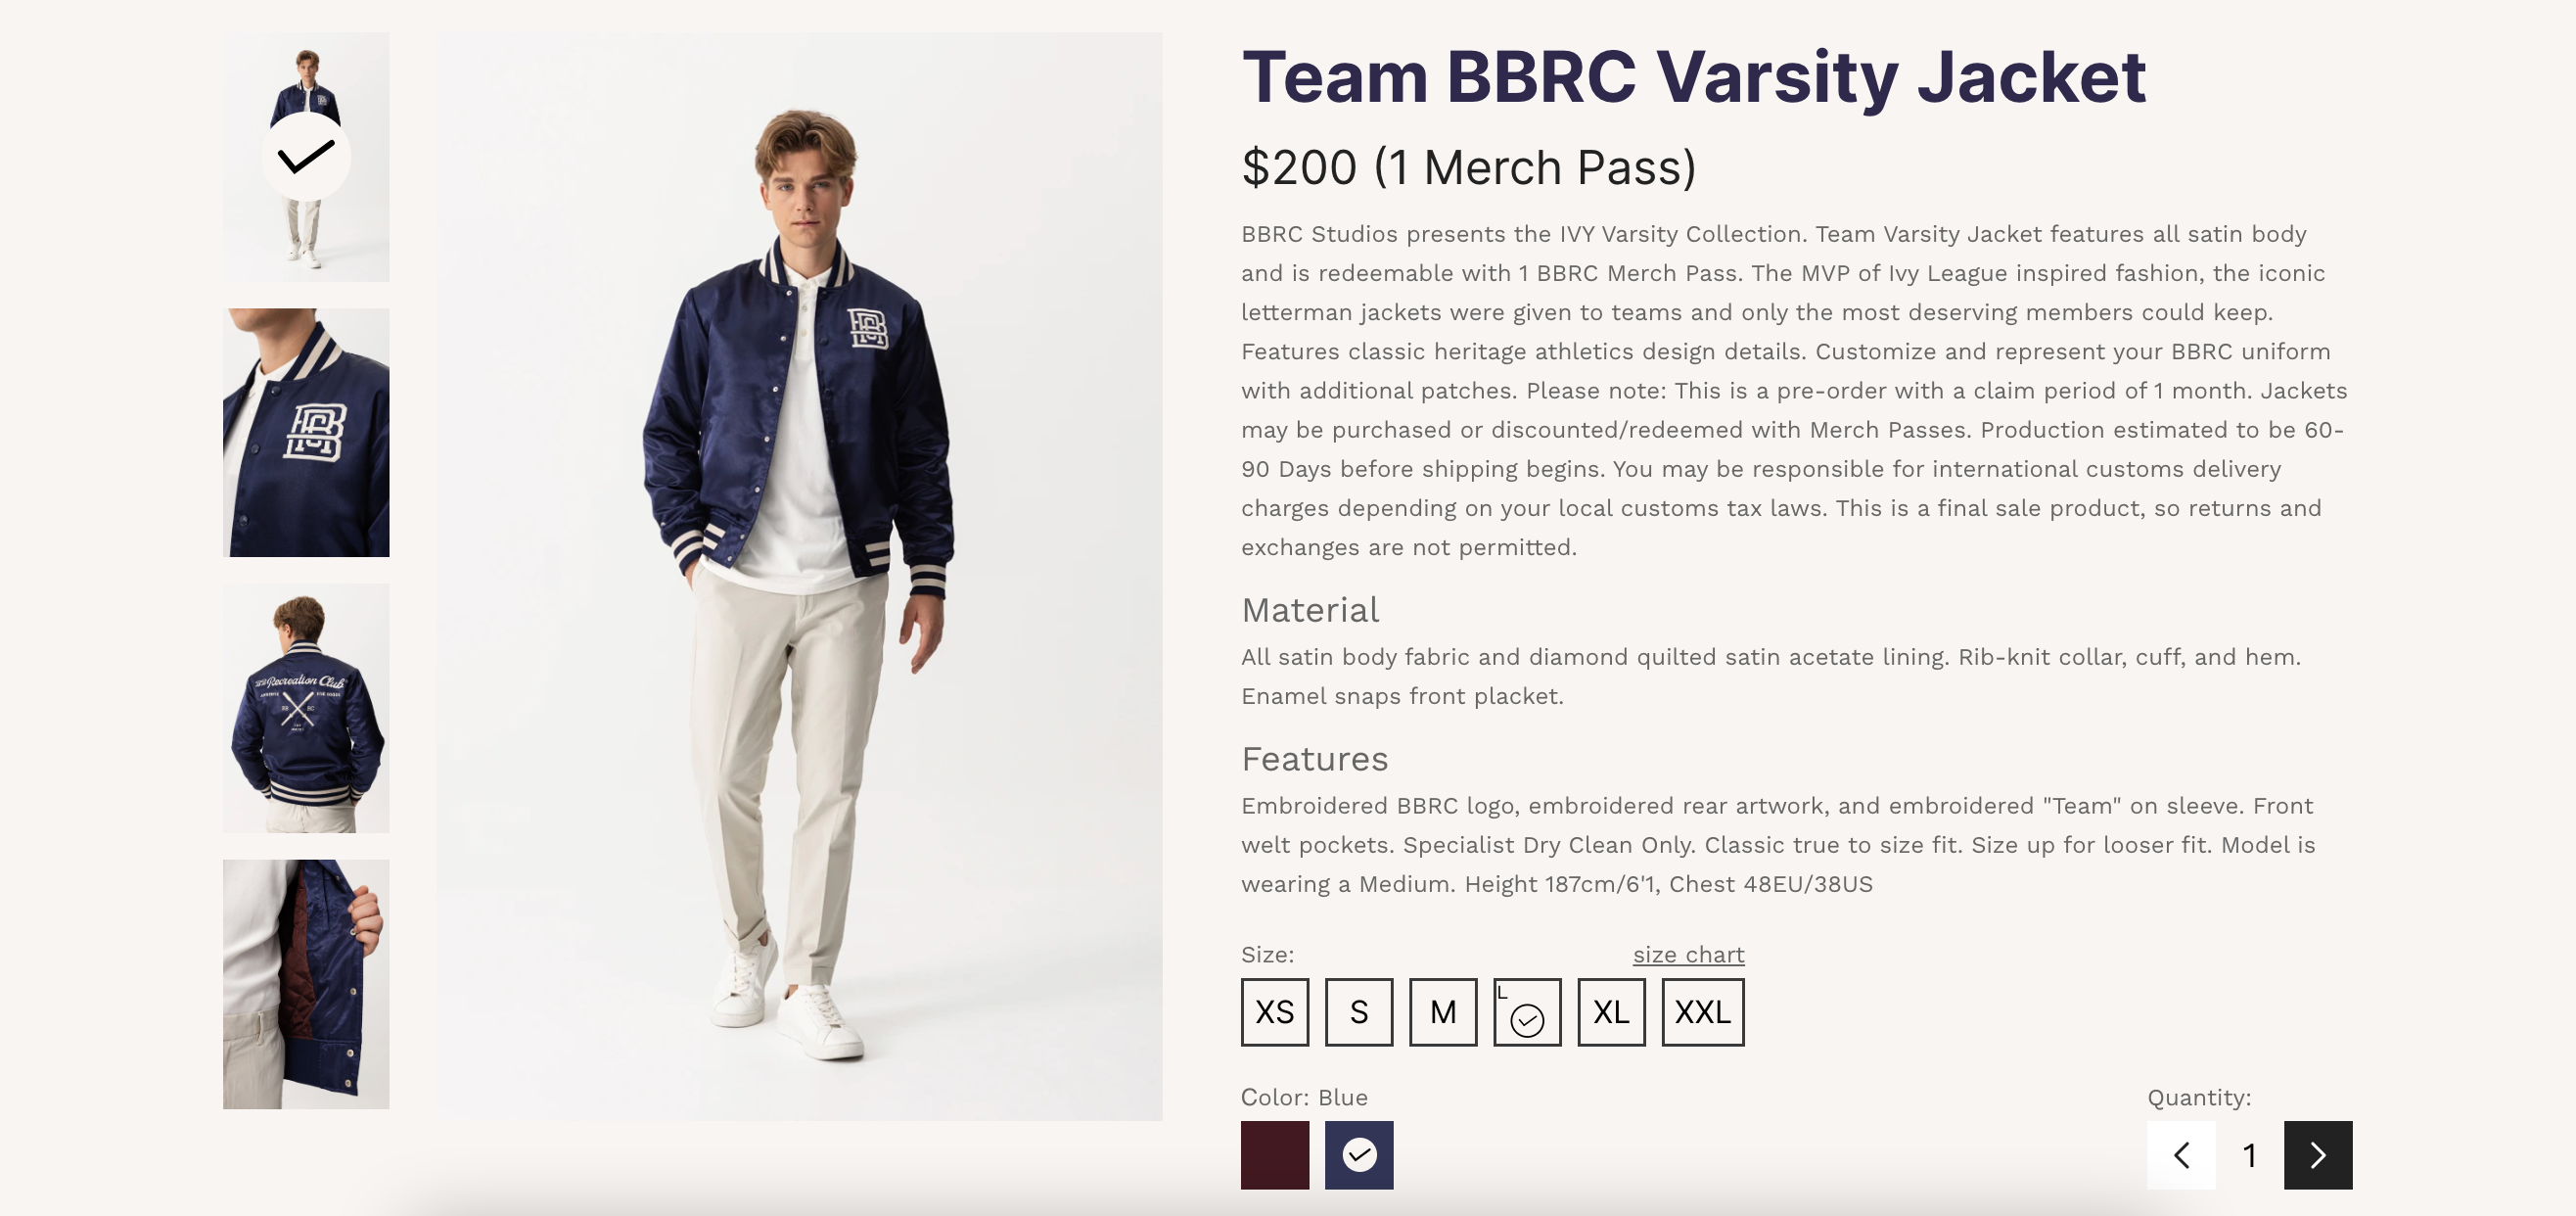 Team BBRC Varsity Jacket
$200 (1 Merch Pass)
BBRC Studios presents the IVY Varsity Collection. Team Varsity Jacket features all satin body
and is redeemable with 1 BBRC Merch Pass. The MVP of Ivy League inspired fashion, the iconic
letterman jackets were given to teams and only the most deserving members could keep.
Features classic heritage athletics design details. Customize and represent your BBRC uniform
with additional patches. Please note: This is a pre-order with a claim period of 1 month. Jackets
may be purchased or discounted/redeemed with Merch Passes. Production estimated to be 60-
90 Days before shipping begins. You may be responsible for international customs delivery
charges depending on your local customs tax laws. This is a final sale product, so returns and
exchanges are not permitted.
Material
All satin body fabric and diamond quilted satin acetate lining. Rib-knit collar, cuff, and hem.
Enamel snaps front placket.
Features
Embroidered BBRC logo, embroidered rear artwork, and embroidered "Team" on sleeve. Front
welt pockets. Specialist Dry Clean Only. Classic true to size fit. Size up for looser fit. Model is
wearing a Medium. Height 187cm/6'1, Chest 48EU/38US
Size: size chart
XS S M L XL XXL
Color: Blue
Quantity:
1
Recreation Club
BB RC